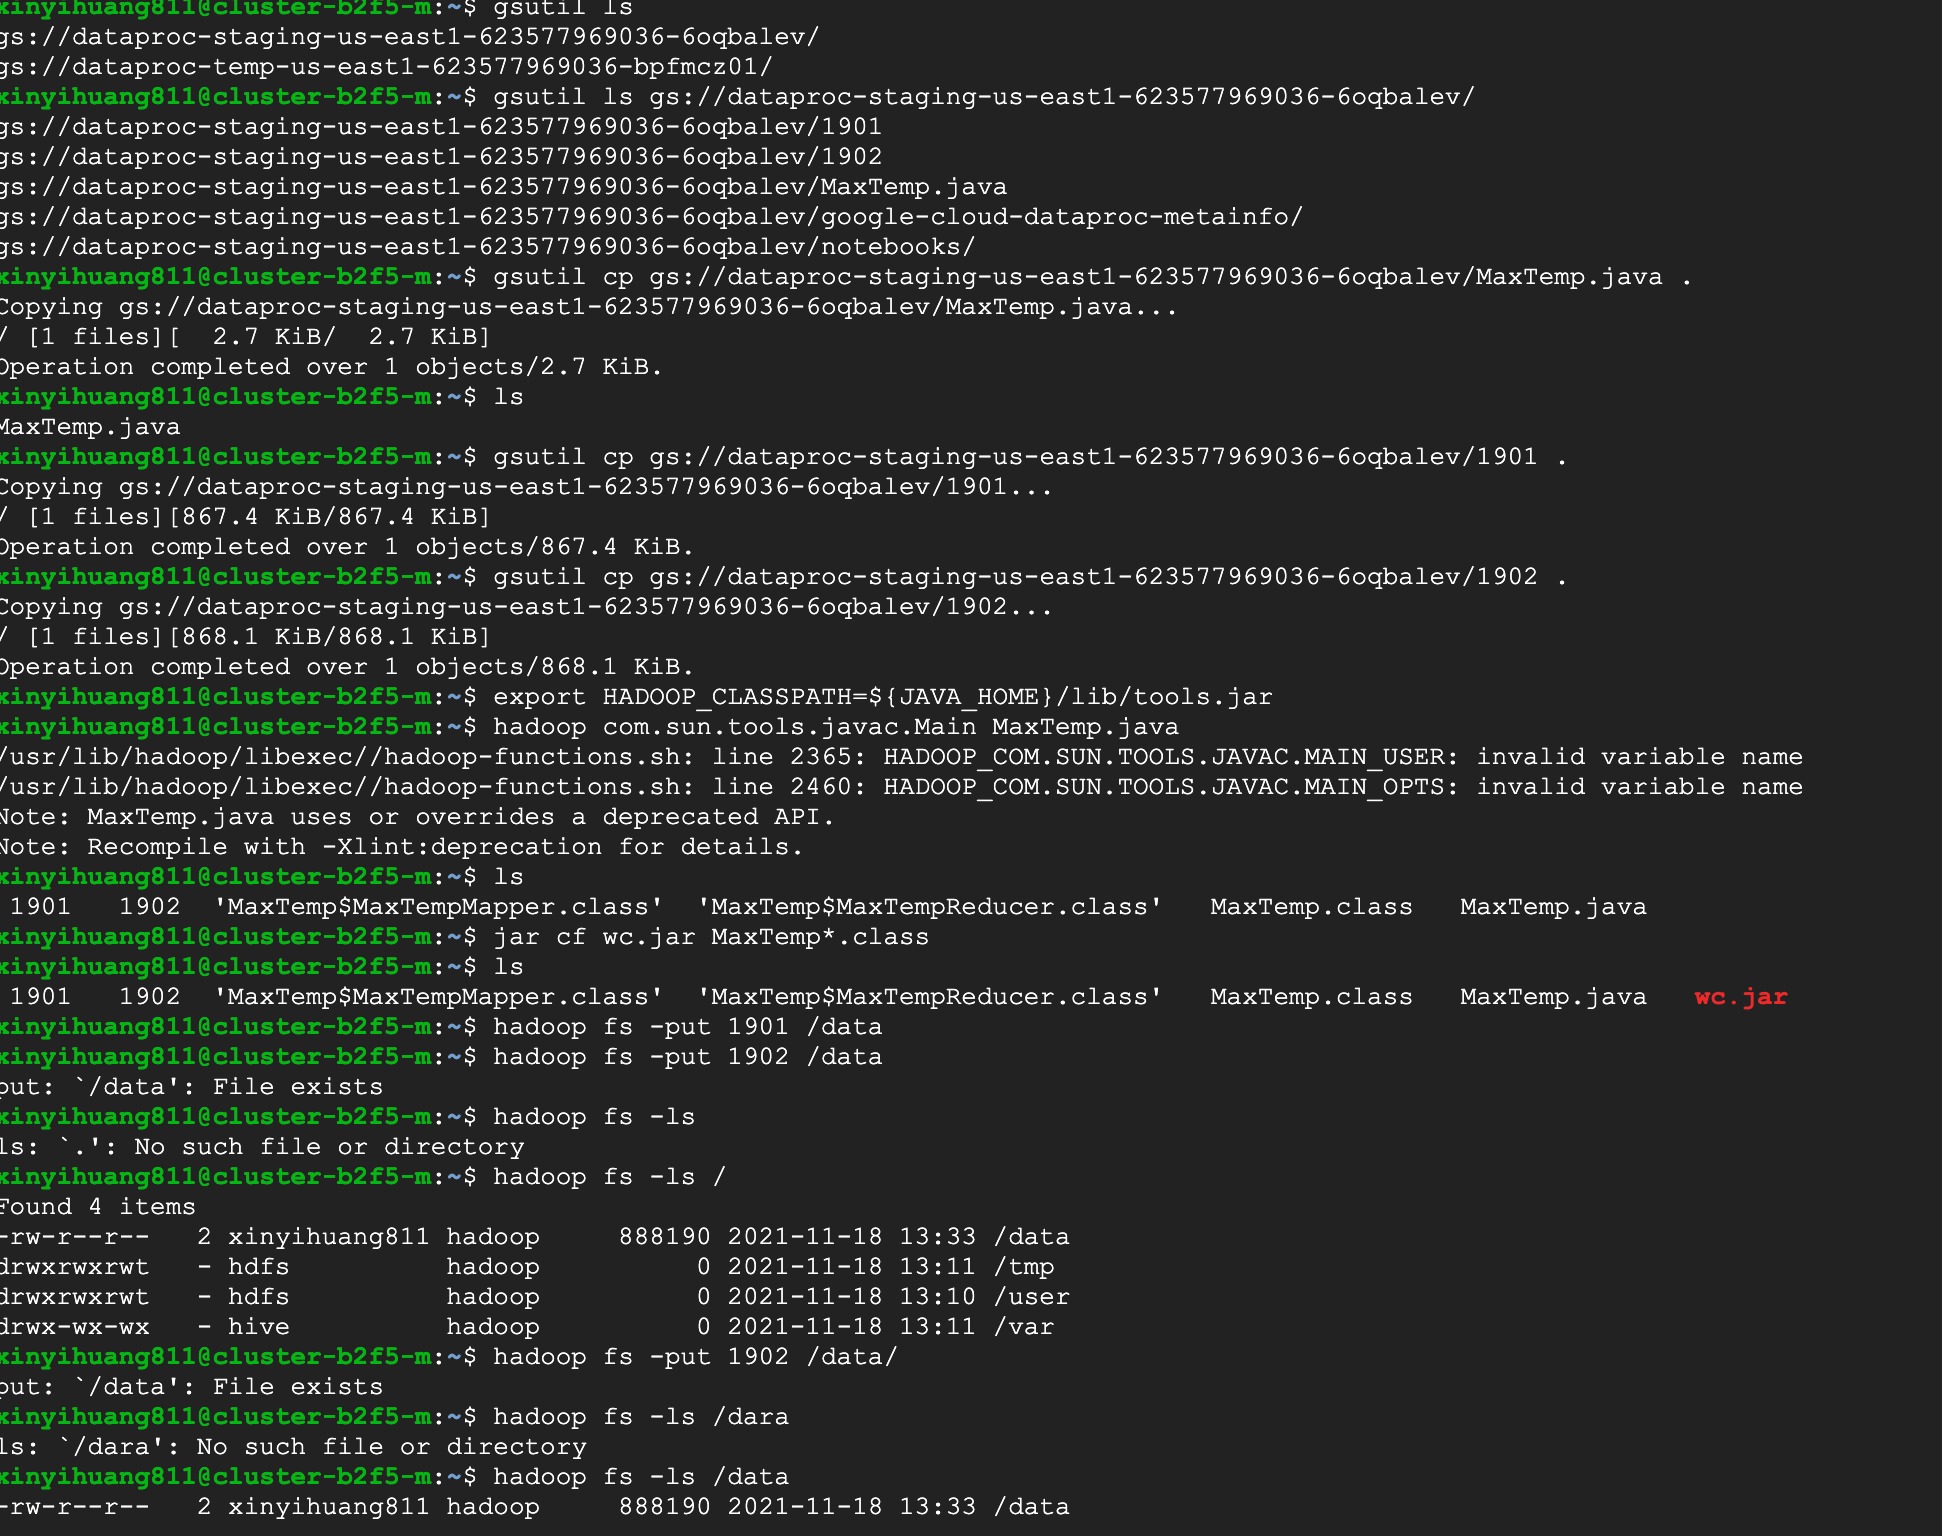 xinyihuang811@cluster-b2f5-m:~$ gsutil ls
gs://dataproc-staging-us-east1-623577969036-6oqbalev/
gs://dataproc-temp-us-east1-623577969036-bpfmcz01/
xinyihuang811@cluster-b2f5-m:~$ gsutil ls gs://dataproc-staging-us-east1-623577969036-6oqbalev/
gs://dataproc-staging-us-east1-623577969036-6oqbalev/1901
gs://dataproc-staging-us-east1-623577969036-6oqbalev/1902
gs://dataproc-staging-us-east1-623577969036-6oqbalev/MaxTemp.java
gs://dataproc-staging-us-east1-623577969036-6oqbalev/google-cloud-dataproc-metainfo/
gs://dataproc-staging-us-east1-623577969036-6oqbalev/notebooks/
xinyihuang811@cluster-b2f5-m:~$ gsutil cp gs://dataproc-staging-us-east1-623577969036-6oqbalev/MaxTemp.java .
Copying gs://dataproc-staging-us-east1-623577969036-6oqbalev/MaxTemp.java...
/ [1 files][  2.7 KiB/  2.7 KiB]
Operation completed over 1 objects/2.7 KiB.
xinyihuang811@cluster-b2f5-m:~$ ls
MaxTemp.java
xinyihuang811@cluster-b2f5-m:~$ gsutil cp gs://dataproc-staging-us-east1-623577969036-6oqbalev/1901 .
Copying gs://dataproc-staging-us-east1-623577969036-6oqbalev/1901...
/ [1 files][867.4 KiB/867.4 KiB]
Operation completed over 1 objects/867.4 KiB.
xinyihuang811@cluster-b2f5-m:~$ gsutil cp gs://dataproc-staging-us-east1-623577969036-6oqbalev/1902 .
Copying gs://dataproc-staging-us-east1-623577969036-6oqbalev/1902...
/ [1 files][868.1 KiB/868.1 KiB]
Operation completed over 1 objects/868.1 KiB.
xinyihuang811@cluster-b2f5-m:~$ export HADOOP_CLASSPATH=${JAVA_HOME}/lib/tools.jar
xinyihuang811@cluster-b2f5-m:~$ hadoop com.sun.tools.javac.Main MaxTemp.java
/usr/lib/hadoop/libexec//hadoop-functions.sh: line 2365: HADOOP_COM.SUN.TOOLS.JAVAC.MAIN_USER: invalid variable name
/usr/lib/hadoop/libexec//hadoop-functions.sh: line 2460: HADOOP_COM.SUN.TOOLS.JAVAC.MAIN_OPTS: invalid variable name
Note: MaxTemp.java uses or overrides a deprecated API.
Note: Recompile with -Xlint:deprecation for details.
xinyihuang811@cluster-b2f5-m:~$ ls
 1901   1902  'MaxTemp$MaxTempMapper.class'  'MaxTemp$MaxTempReducer.class'   MaxTemp.class   MaxTemp.java
xinyihuang811@cluster-b2f5-m:~$ jar cf wc.jar MaxTemp*.class
xinyihuang811@cluster-b2f5-m:~$ ls
 1901   1902  'MaxTemp$MaxTempMapper.class'  'MaxTemp$MaxTempReducer.class'   MaxTemp.class   MaxTemp.java   wc.jar
xinyihuang811@cluster-b2f5-m:~$ hadoop fs -put 1901 /data
xinyihuang811@cluster-b2f5-m:~$ hadoop fs -put 1902 /data
put: `/data': File exists
xinyihuang811@cluster-b2f5-m:~$ hadoop fs -ls
ls: `.': No such file or directory
xinyihuang811@cluster-b2f5-m:~$ hadoop fs -ls /
Found 4 items
-rw-r--r--   2 xinyihuang811 hadoop     888190 2021-11-18 13:33 /data
drwxrwxrwt   - hdfs          hadoop          0 2021-11-18 13:11 /tmp
drwxrwxrwt   - hdfs          hadoop          0 2021-11-18 13:10 /user
drwx-wx-wx   - hive          hadoop          0 2021-11-18 13:11 /var
xinyihuang811@cluster-b2f5-m:~$ hadoop fs -put 1902 /data/
put: `/data': File exists
xinyihuang811@cluster-b2f5-m:~$ hadoop fs -ls /dara
ls: `/dara': No such file or directory
xinyihuang811@cluster-b2f5-m:~$ hadoop fs -ls /data
-rw-r--r--   2 xinyihuang811 hadoop     888190 2021-11-18 13:33 /data